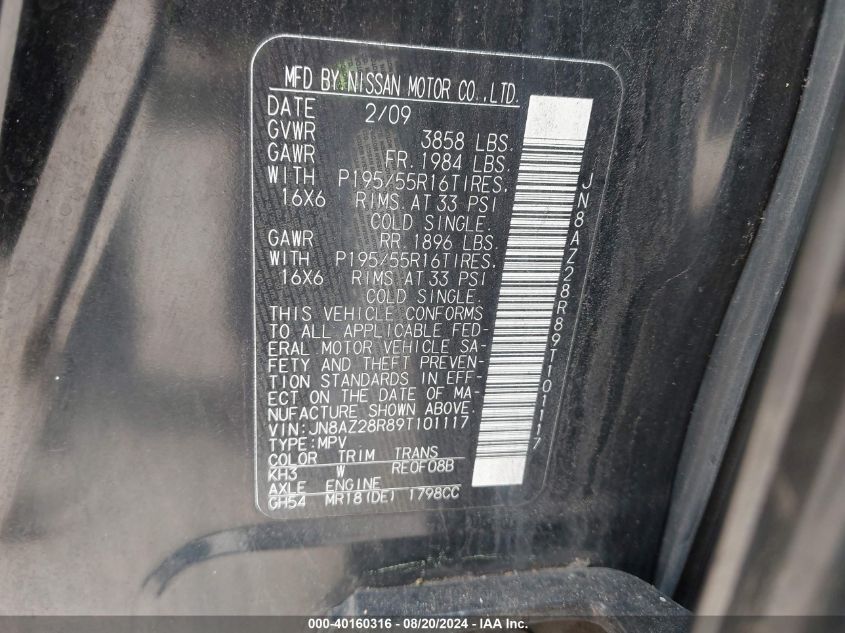 MFD BY NISSAN MOTOR CO.,LTD.
DATE 2/09
GVWR 3858 LBS.
GAWR FR. 1984 LBS.
WITH P195/55R16TIRES,
16X6 RIMS. AT 33 PSI
COLD SINGLE.
GAWR RR. 1896 LBS.
WITH P195/55R16TIRES,
16X6 RIMS AT 33 PSI
COLD SINGLE.
THIS VEHICLE CONFORMS
TO ALL APPLICABLE FED-
ERAL MOTOR VEHICLE SA-
FETY AND THEFT PREVEN-
TION STANDARDS IN EFF-
ECT ON THE DATE OF MA-
NUFACTURE SHOWN ABOVE.
VIN:JN8AZ28R89T101117
TYPE:MPV
COLOR TRIM TRANS
KH3 W RE0F08B
AXLE ENGINE
GH54 MR18(DE) 1798CC
JN8AZ28R89T101117
000-40160316 - 08/20/2024 - IAA Inc.